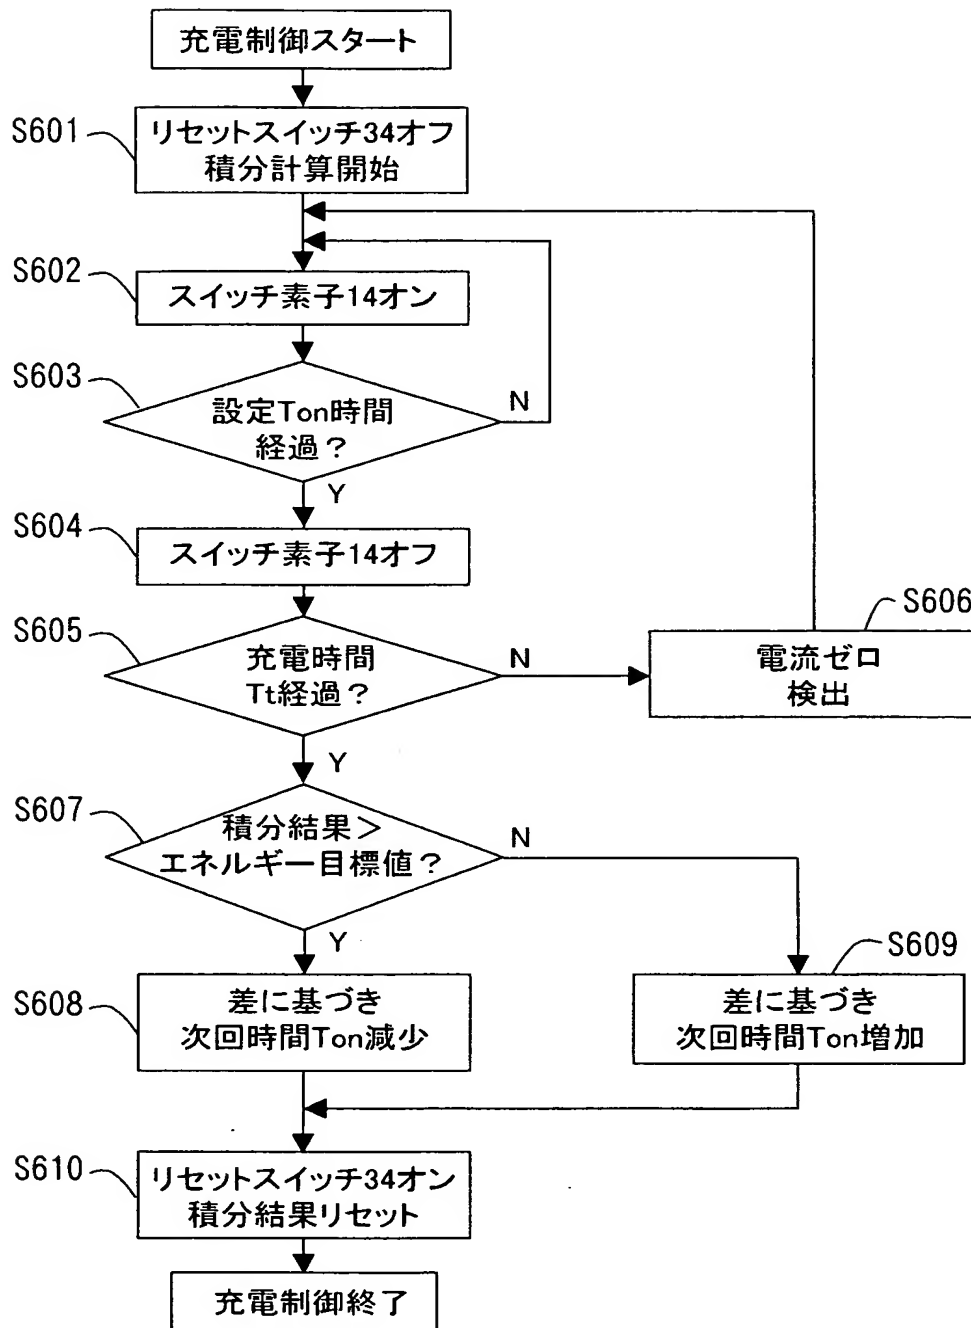 充電制御スタート
S601
リセットスイッチ34オフ
積分計算開始
S602
スイッチ素子14オン
S603
設定Ton時間
経過？
N
Y
S604
スイッチ素子14オフ
S605
充電時間
Tt経過？
N
S606
電流ゼロ
検出
Y
S607
積分結果＞
エネルギー目標値？
N
Y
S608
差に基づき
次回時間Ton減少
S609
差に基づき
次回時間Ton増加
S610
リセットスイッチ34オン
積分結果リセット
充電制御終了